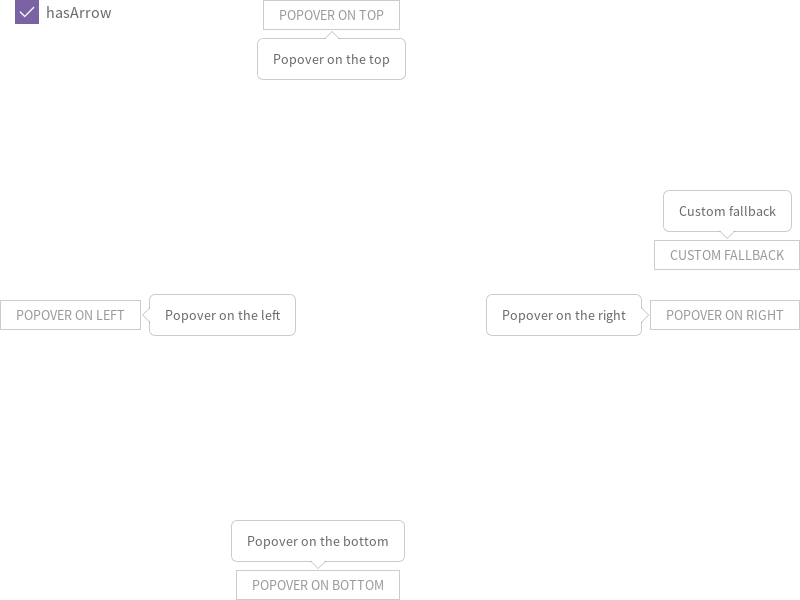 hasArrow
POPOVER ON TOP
Popover on the top
Custom fallback
CUSTOM FALLBACK
POPOVER ON LEFT
Popover on the left
Popover on the right
POPOVER ON RIGHT
Popover on the bottom
POPOVER ON BOTTOM